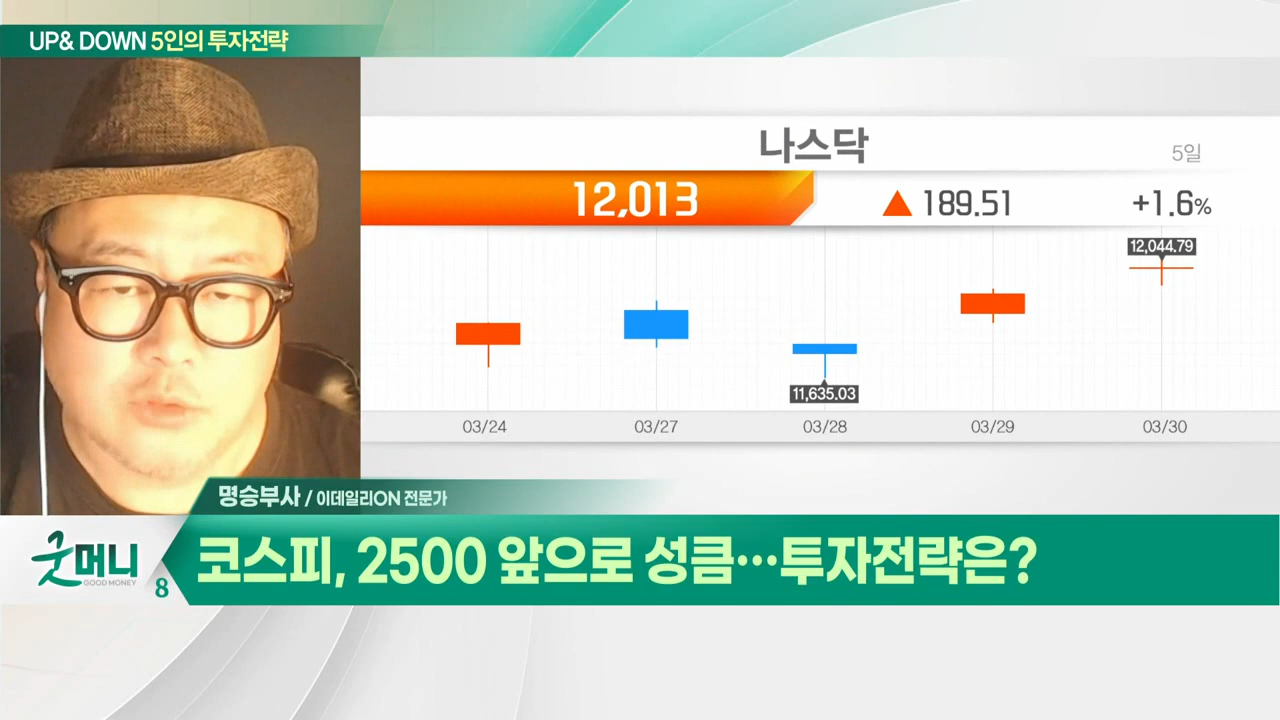 UP& DOWN 5인의 투자전략
나스닥
5일
12,013 ▲ 189.51 +1.6%
12,044.79
11,635.03
03/24 03/27 03/28 03/29 03/30
명승부사 / 이데일리ON 전문가
굿머니
GOOD MONEY
8
코스피, 2500 앞으로 성큼…투자전략은?